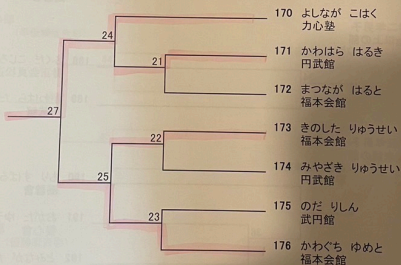 170 よしなが こはく
力心塾
24
171 かわはら はるき
円武館
21
172 まつなが はると
福本会館
27
173 きのした りゅうせい
福本会館
22
174 みやざき りゅうせい
円武館
25
175 のだ りしん
武円館
23
176 かわぐち ゆめと
福本会館